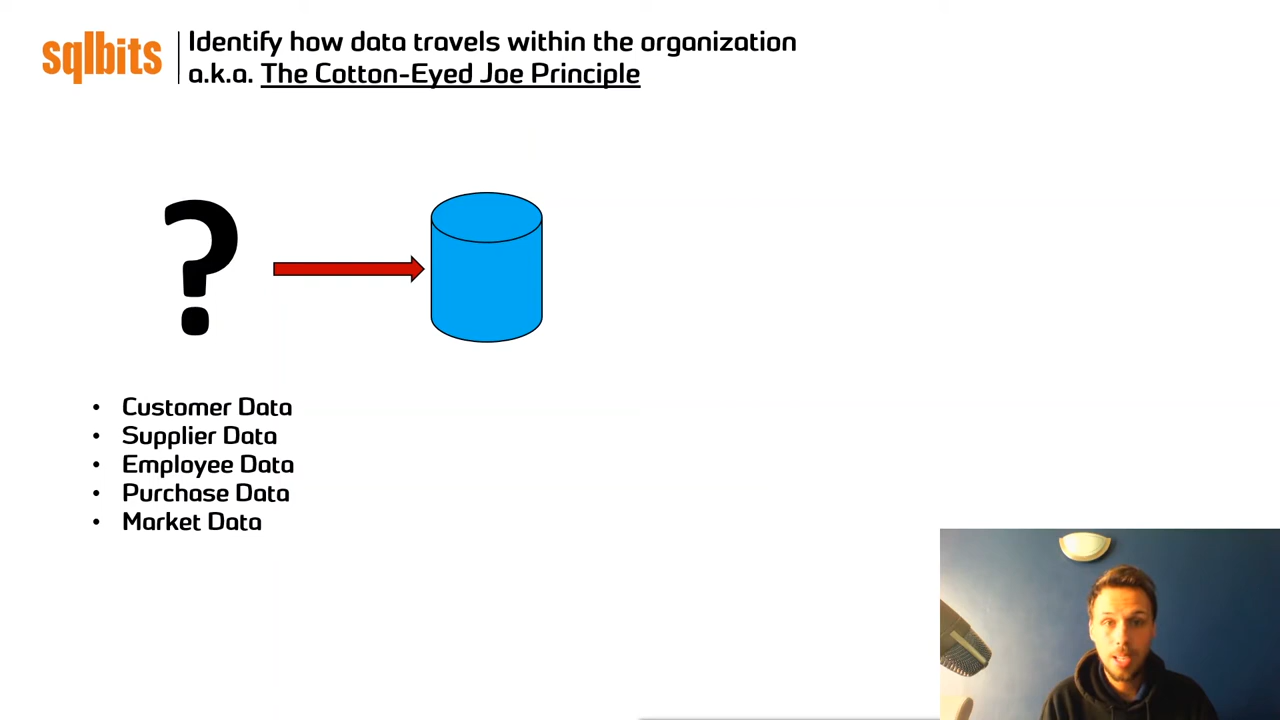 sqlbits
Identify how data travels within the organization
a.k.a. The Cotton-Eyed Joe Principle
?
• Customer Data
• Supplier Data
• Employee Data
• Purchase Data
• Market Data